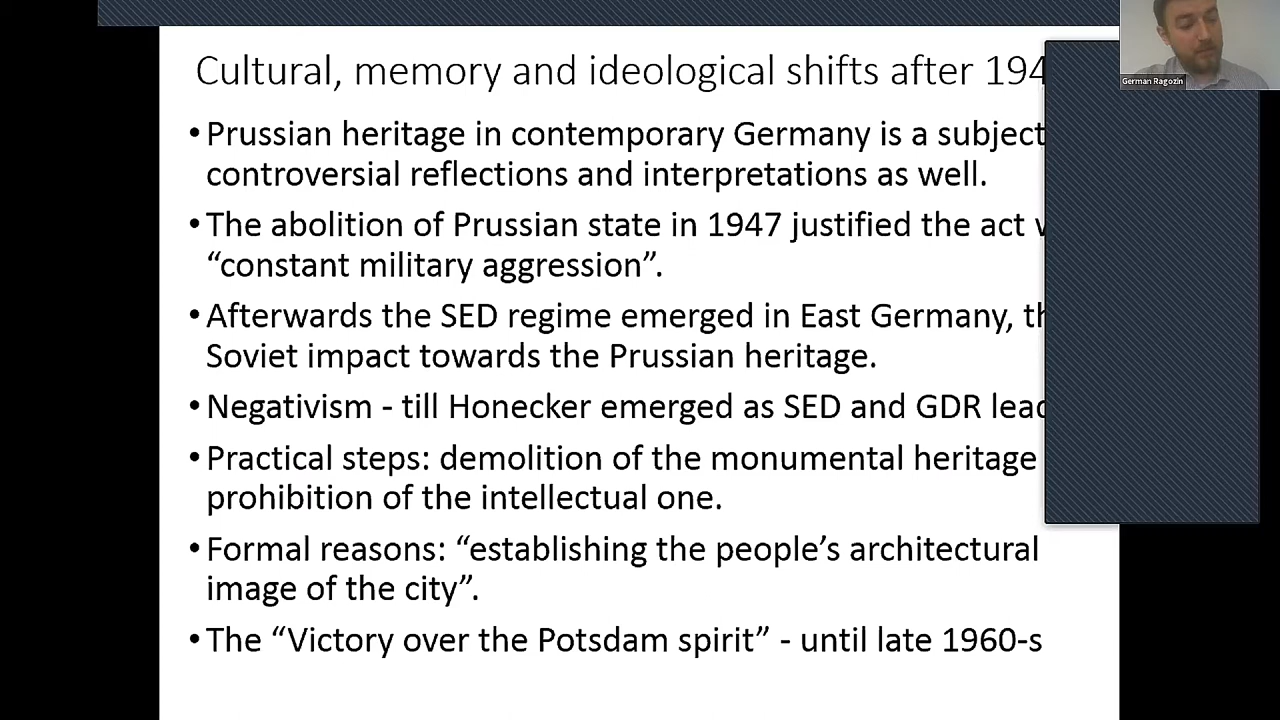 Cultural, memory and ideological shifts after 194
German Ragozin
• Prussian heritage in contemporary Germany is a subject
controversial reflections and interpretations as well.
• The abolition of Prussian state in 1947 justified the act
“constant military aggression”.
• Afterwards the SED regime emerged in East Germany,
Soviet impact towards the Prussian heritage.
• Negativism - till Honecker emerged as SED and GDR
• Practical steps: demolition of the monumental heritage
prohibition of the intellectual one.
• Formal reasons: “establishing the people’s architectural
image of the city”.
• The “Victory over the Potsdam spirit” - until late 1960-s